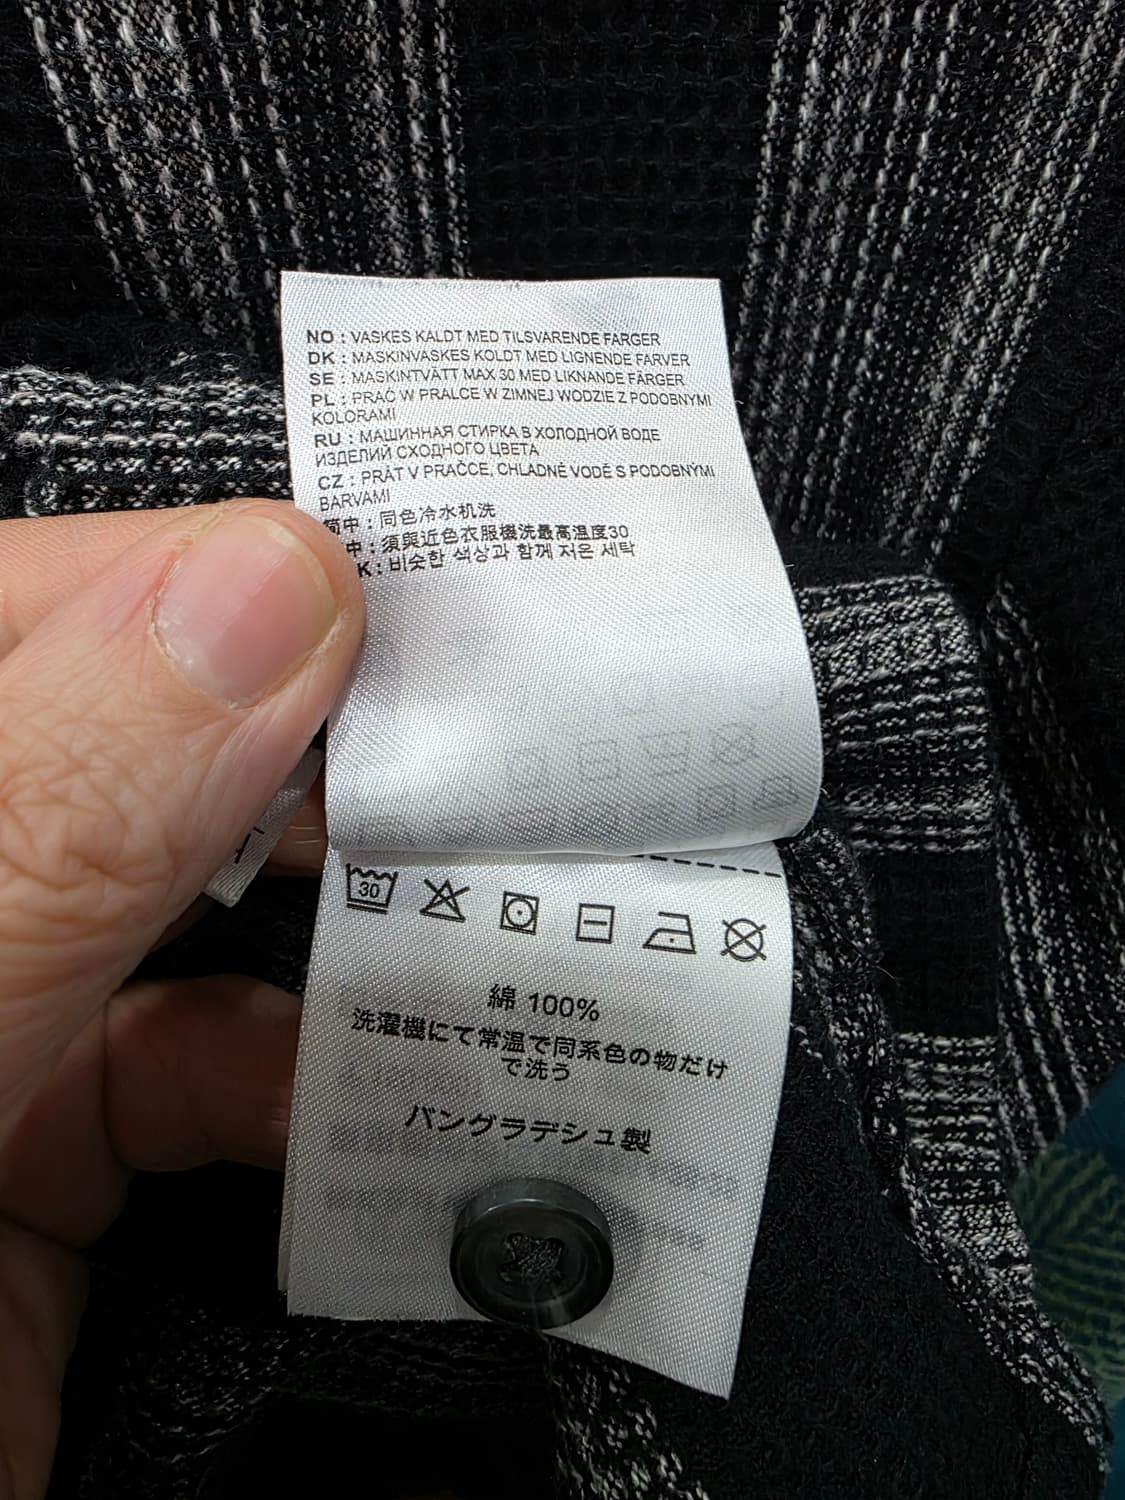 NO : VASKES KALDT MED TILSVARENDE FARGER
DK : MASKINVASKES KOLDT MED LIGNENDE FARVER
SE : MASKINTVÄTT MAX 30 MED LIKNANDE FÄRGER
PL : PRAĆ W PRALCE W ZIMNEJ WODZIE Z PODOBNYMI
KOLORAMI
RU : МАШИННАЯ СТИРКА В ХОЛОДНОЙ ВОДЕ
ИЗДЕЛИЙ СХОДНОГО ЦВЕТА
CZ : PRÁT V PRAČCE, CHLADNÉ VODĚ S PODOBNÝMI
BARVAMI
简中 : 同色冷水机洗
中 : 須與近色衣服機洗最高温度30
K : 비슷한 색상과 함께 저온 세탁
30
綿 100%
洗濯機にて常温で同系色の物だけ
で洗う
バングラデシュ製